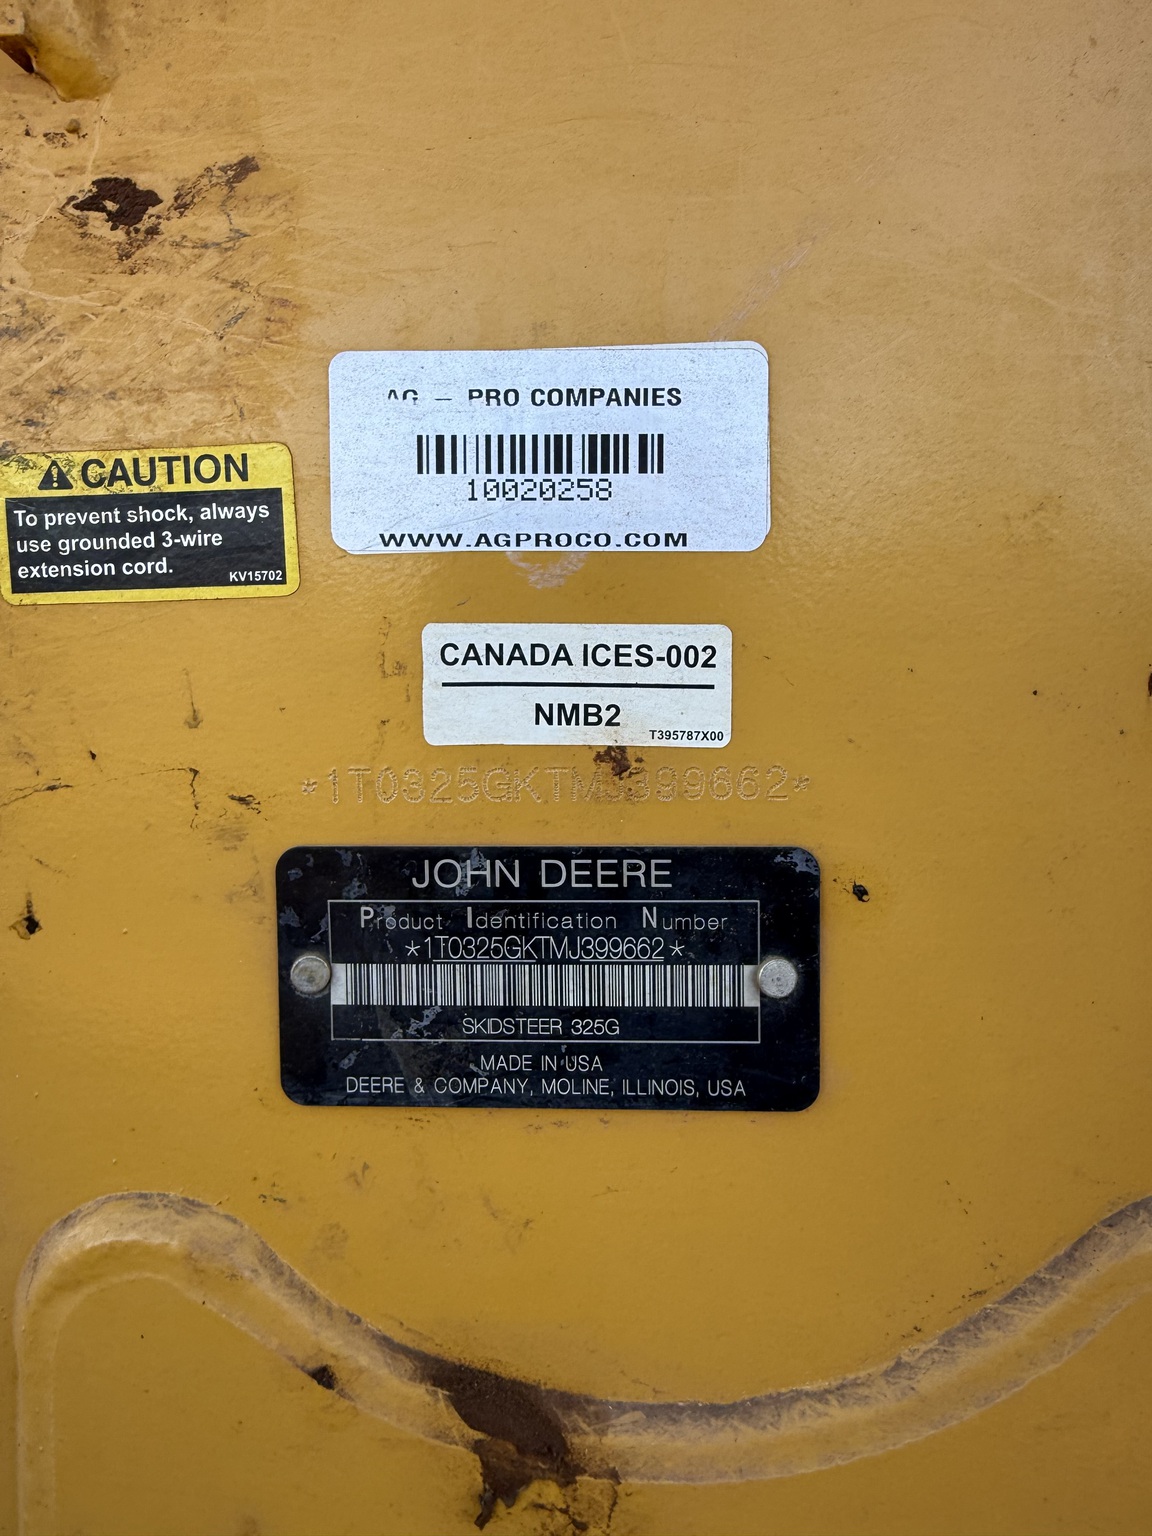 AG - PRO COMPANIES
10020258
WWW.AGPROCO.COM
CAUTION
To prevent shock, always
use grounded 3-wire
extension cord.
KV15702
CANADA ICES-002
NMB2
T395787X00
*1T0325GKTMJ399662*
JOHN DEERE
Product Identification Number
*1T0325GKTMJ399662*
SKIDSTEER 325G
MADE IN USA
DEERE & COMPANY, MOLINE, ILLINOIS, USA